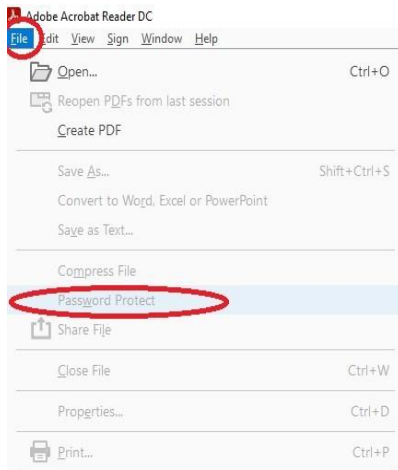 Adobe Acrobat Reader DC
File Edit View Sign Window Help
Open... Ctrl+O
Reopen PDFs from last session
Create PDF
Save As... Shift+Ctrl+S
Convert to Word, Excel or PowerPoint
Save as Text...
Compress File
Password Protect
Share File
Close File Ctrl+W
Properties... Ctrl+D
Print... Ctrl+P